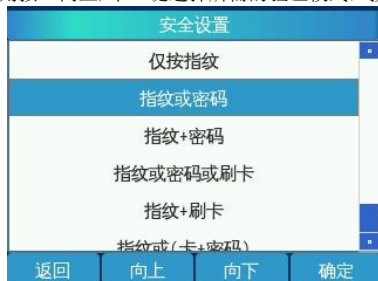 安全设置
仅按指纹
指纹或密码
指纹+密码
指纹或密码或刷卡
指纹+刷卡
指纹或(卡+密码)
返回 向上 向下 确定